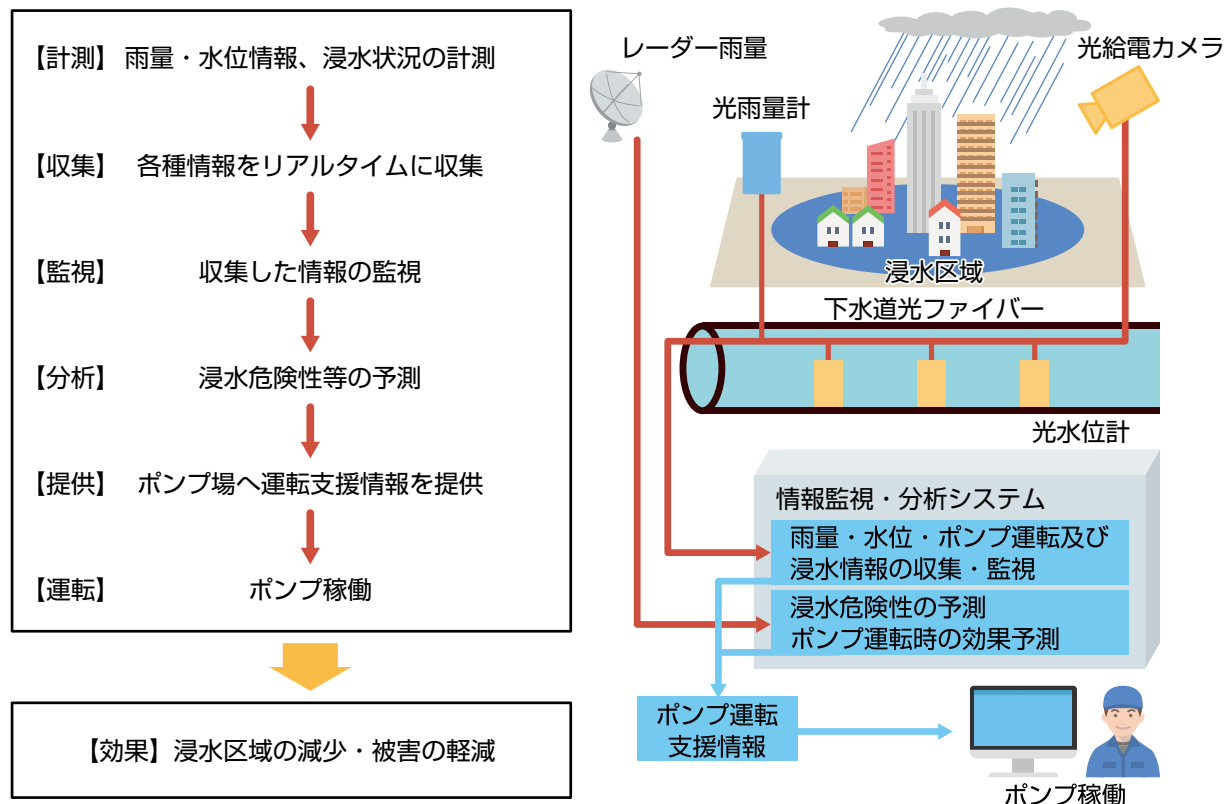 【計測】 雨量・水位情報、浸水状況の計測
【収集】 各種情報をリアルタイムに収集
【監視】 収集した情報の監視
【分析】 浸水危険性等の予測
【提供】 ポンプ場へ運転支援情報を提供
【運転】 ポンプ稼働
【効果】浸水区域の減少・被害の軽減
レーダー雨量
光雨量計
光給電カメラ
浸水区域
下水道光ファイバー
光水位計
情報監視・分析システム
雨量・水位・ポンプ運転及び
浸水情報の収集・監視
浸水危険性の予測
ポンプ運転時の効果予測
ポンプ運転
支援情報
ポンプ稼働